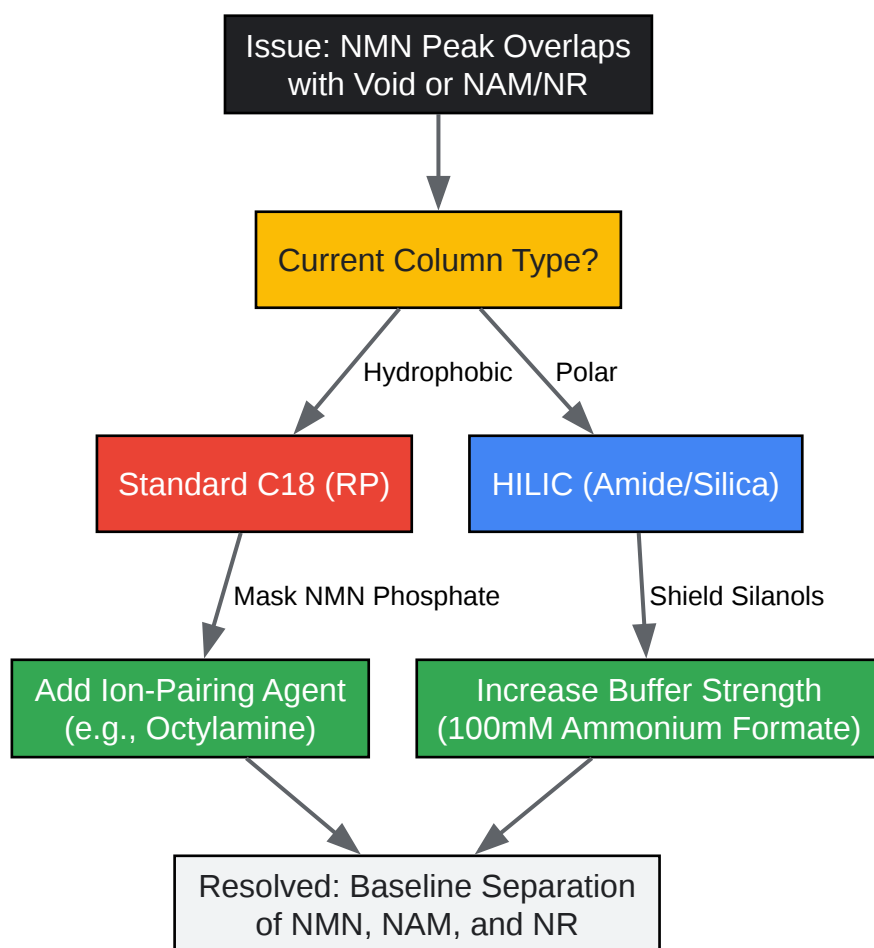 Issue: NMN Peak Overlaps
with Void or NAM/NR
Current Column Type?
Hydrophobic
Polar
Standard C18 (RP)
HILIC (Amide/Silica)
Mask NMN Phosphate
Shield Silanols
Add Ion-Pairing Agent
(e.g., Octylamine)
Increase Buffer Strength
(100mM Ammonium Formate)
Resolved: Baseline Separation
of NMN, NAM, and NR